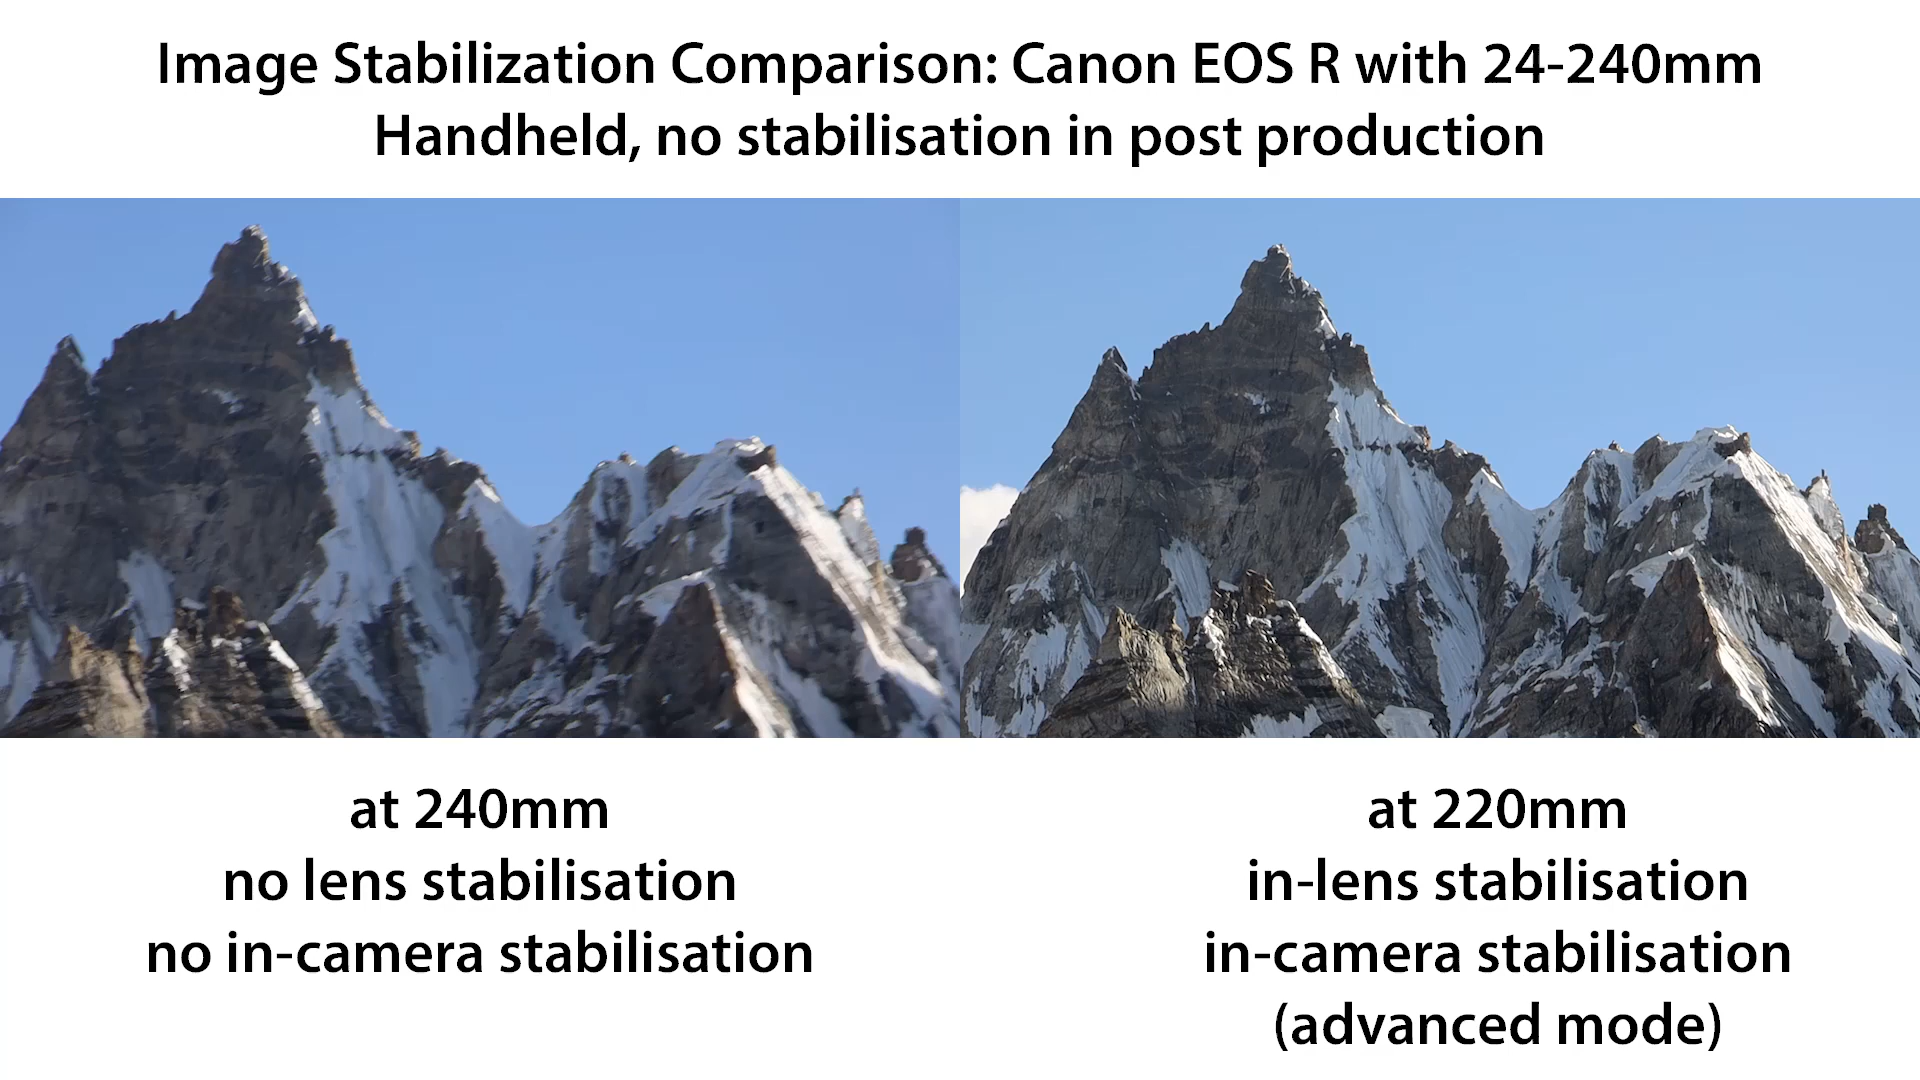 Image Stabilization Comparison: Canon EOS R with 24-240mm
Handheld, no stabilisation in post production
at 240mm
no lens stabilisation
no in-camera stabilisation
at 220mm
in-lens stabilisation
in-camera stabilisation
(advanced mode)